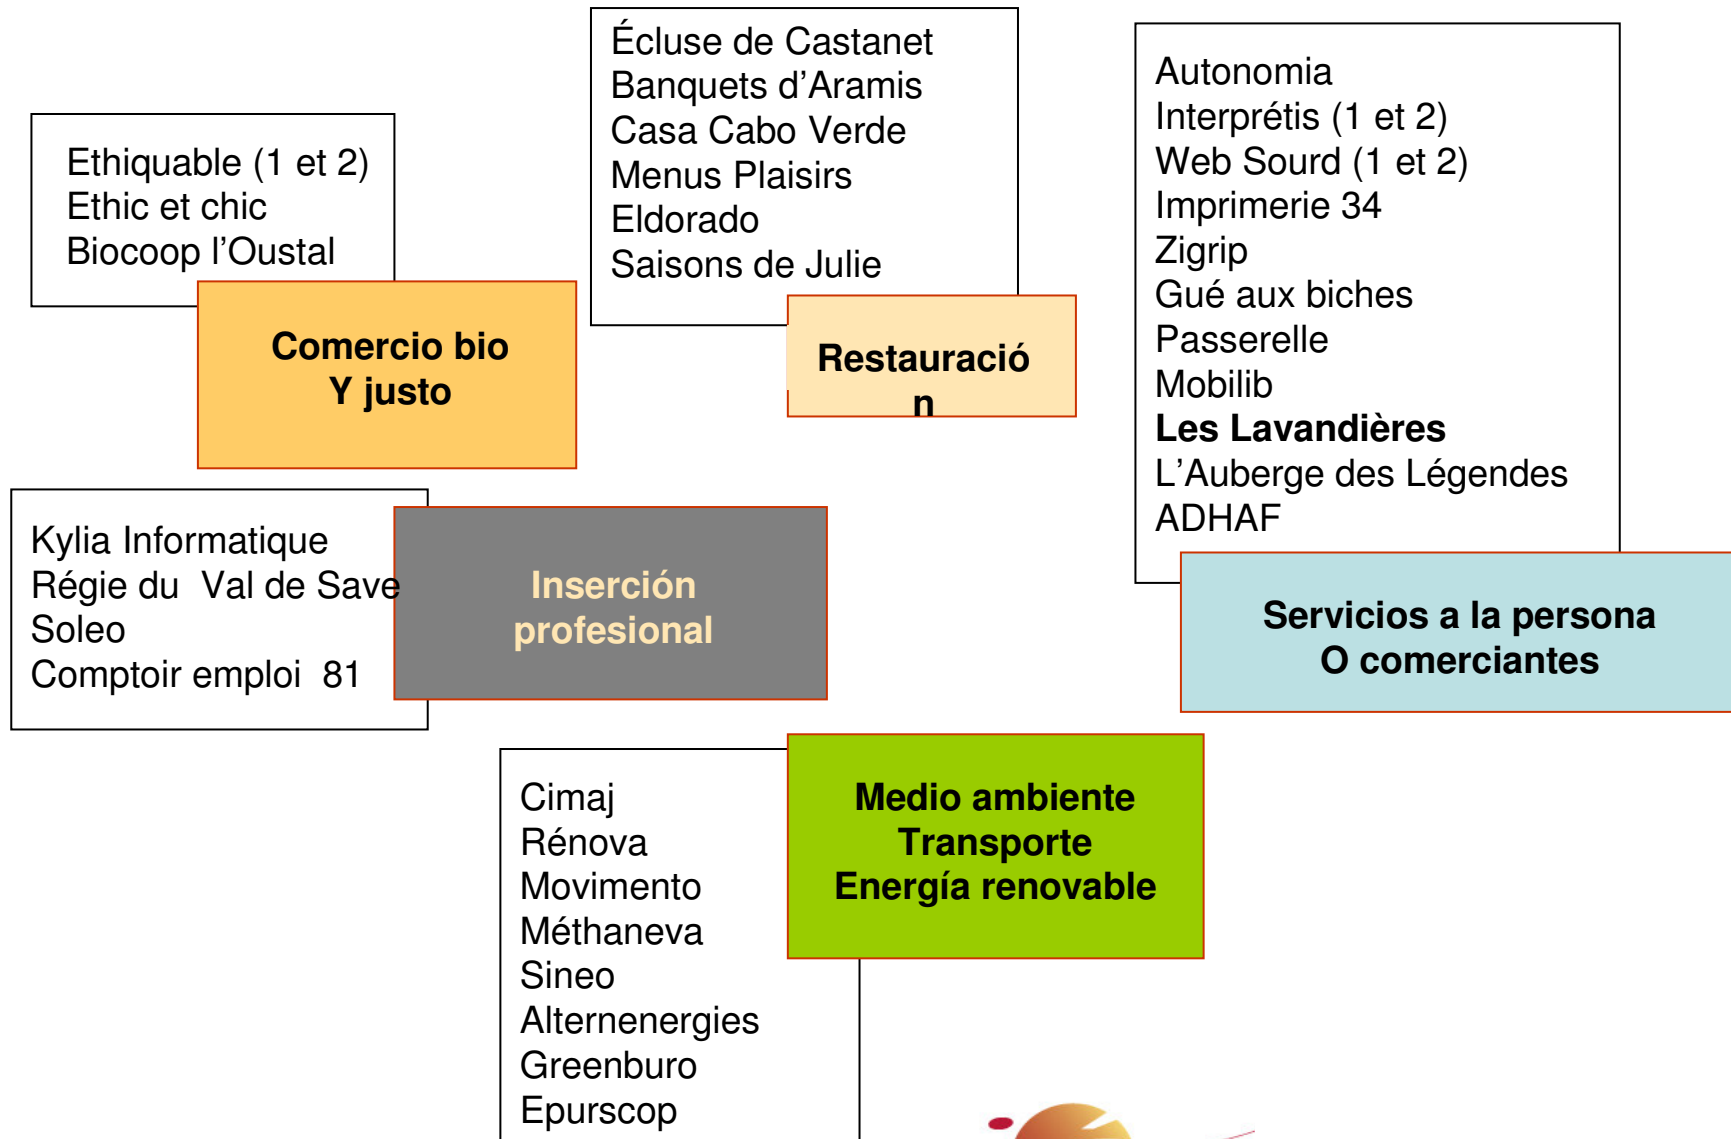 Ethiquable (1 et 2)
Ethic et chic
Biocoop l'Oustal
Comercio bio
Y justo
Écluse de Castanet
Banquets d'Aramis
Casa Cabo Verde
Menus Plaisirs
Eldorado
Saisons de Julie
Restauració
n
Autonomia
Interprétis (1 et 2)
Web Sourd (1 et 2)
Imprimerie 34
Zigrip
Gué aux biches
Passerelle
Mobilib
Les Lavandières
L'Auberge des Légendes
ADHAF
Servicios a la persona
O comerciantes
Kylia Informatique
Régie du Val de Save
Soleo
Comptoir emploi 81
Inserción
profesional
Cimaj
Rénova
Movimento
Méthaneva
Sineo
Alternenergies
Greenburo
Epurscop
Medio ambiente
Transporte
Energía renovable